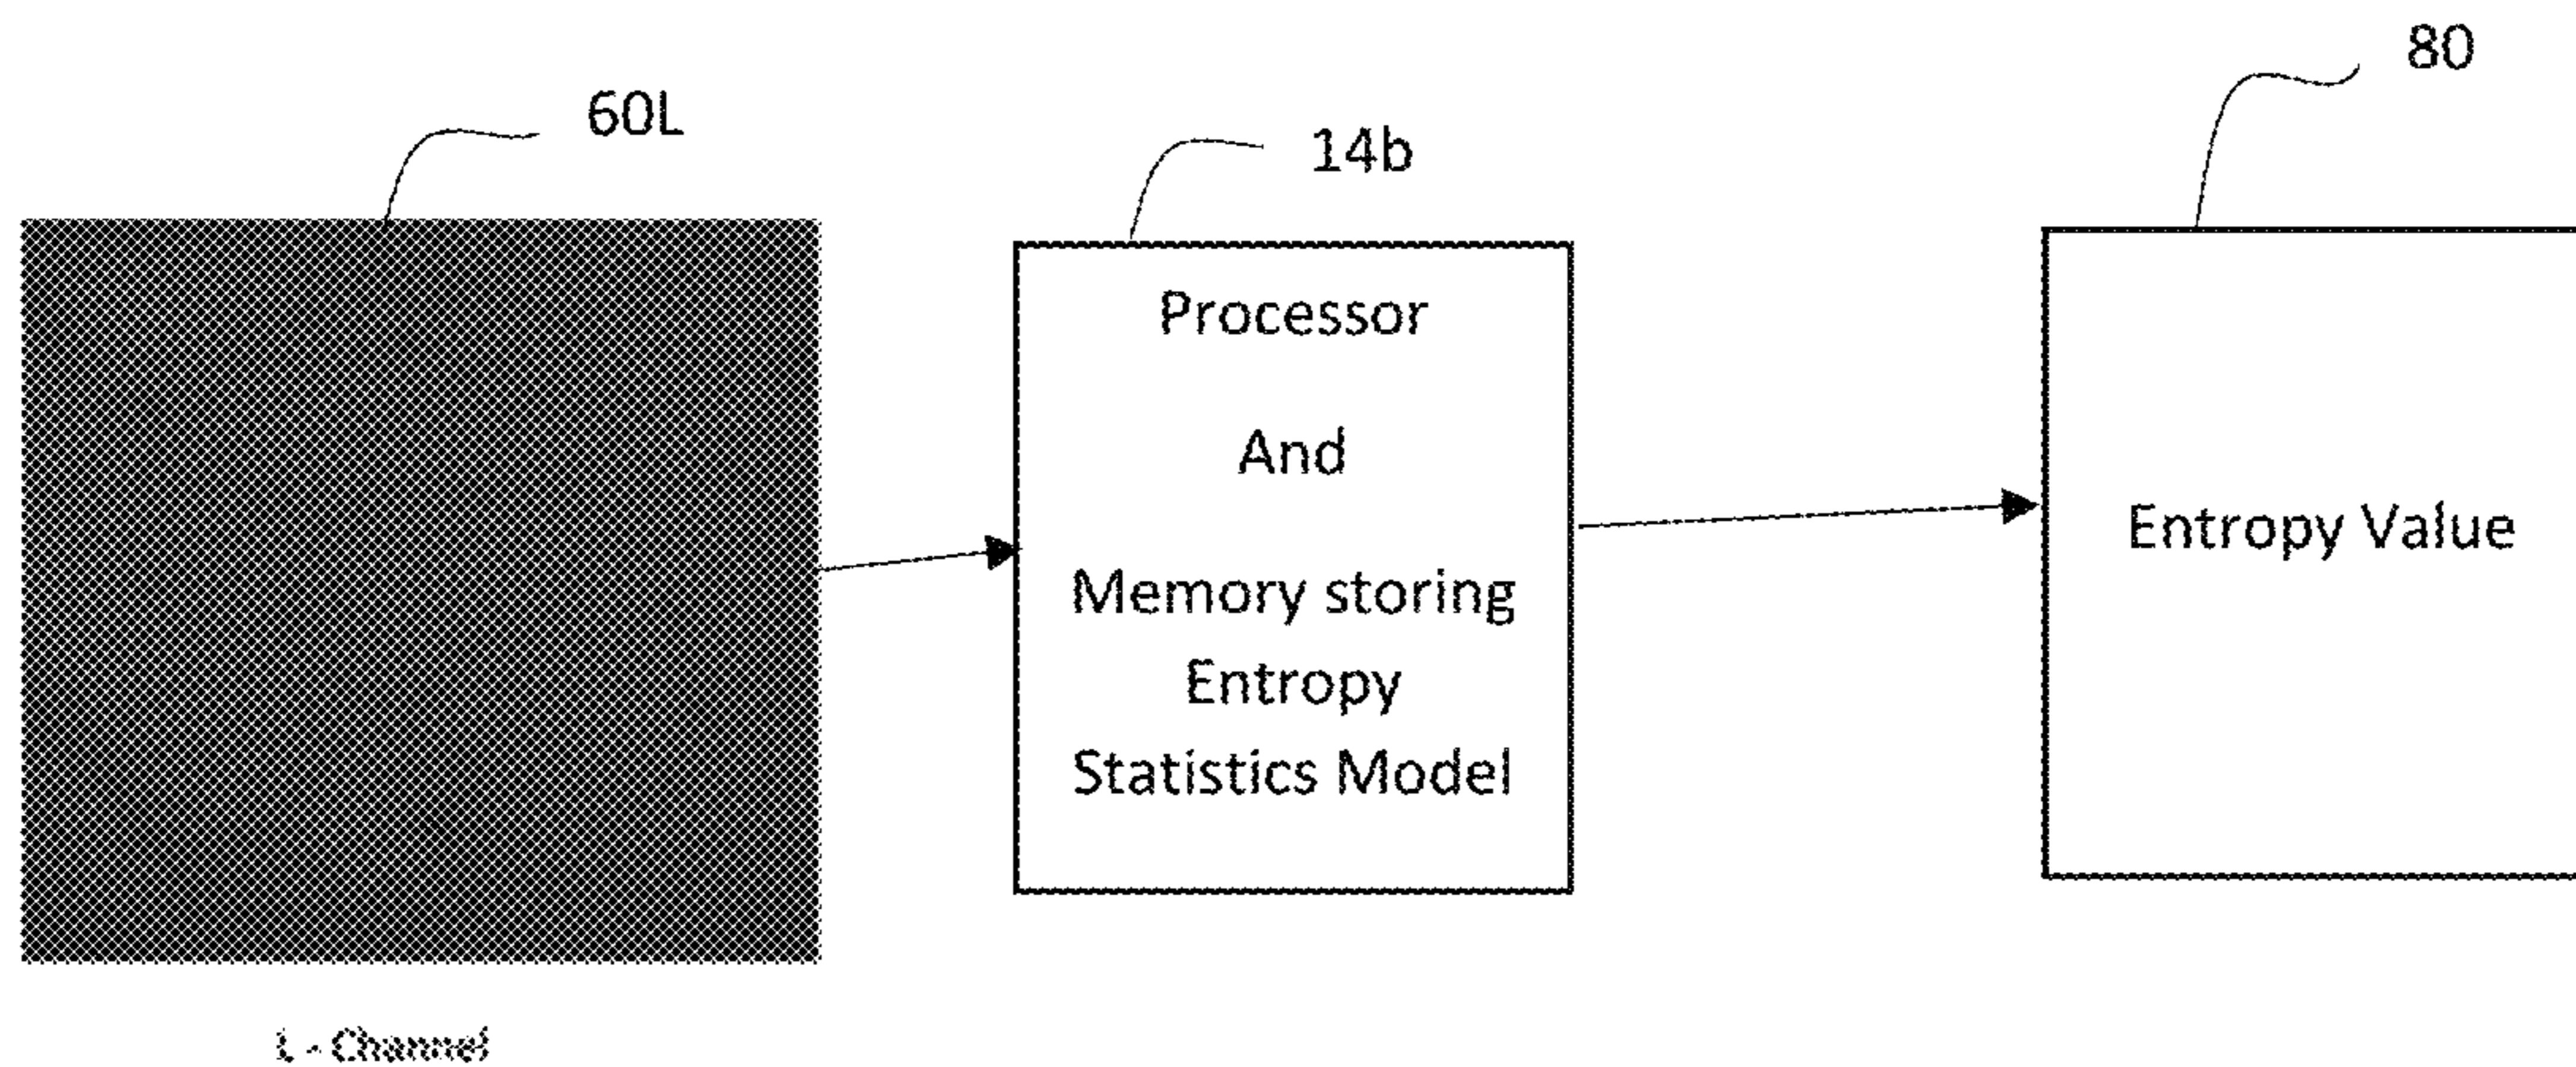 60L
14b
80
Processor
And
Memory storing
Entropy
Statistics Model
Entropy Value
L - Channel